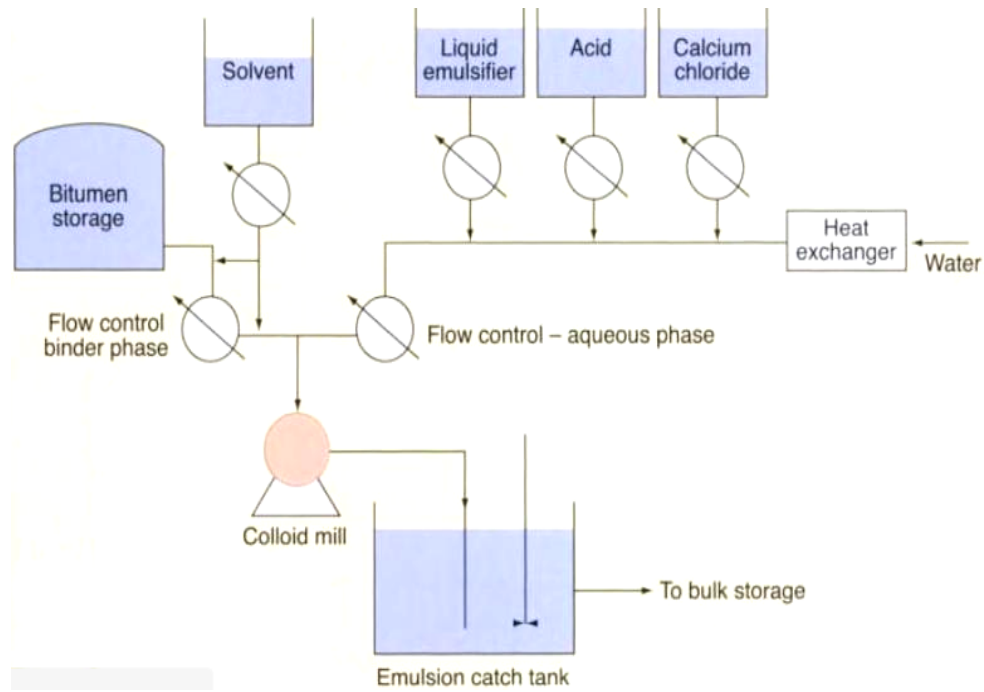 Solvent
Liquid
emulsifier
Acid
Calcium
chloride
Bitumen
storage
Heat
exchanger
Water
Flow control
binder phase
Flow control – aqueous phase
Colloid mill
To bulk storage
Emulsion catch tank